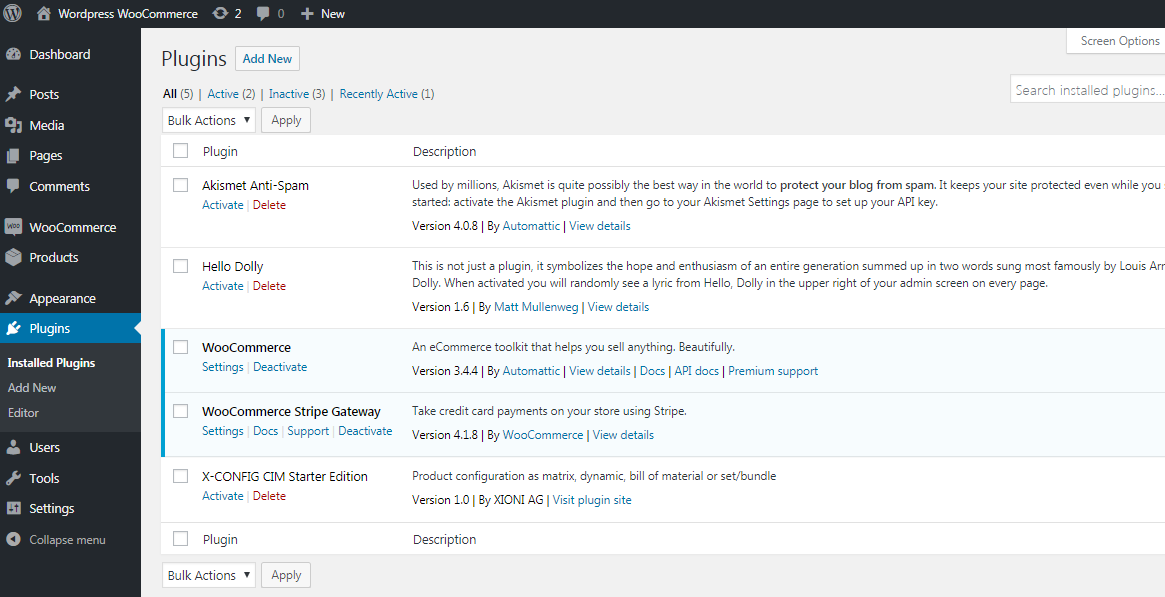 Wordpress WooCommerce 2 0 New
Screen Options
Dashboard
Posts
Media
Pages
Comments
WooCommerce
Products
Appearance
Plugins
Installed Plugins
Add New
Editor
Users
Tools
Settings
Collapse menu
Plugins Add New
All (5) | Active (2) | Inactive (3) | Recently Active (1)
Search installed plugins...
Bulk Actions Apply
Plugin Description
Akismet Anti-Spam
Activate | Delete
Used by millions, Akismet is quite possibly the best way in the world to protect your blog from spam. It keeps your site protected even while you
started: activate the Akismet plugin and then go to your Akismet Settings page to set up your API key.
Version 4.0.8 | By Automattic | View details
Hello Dolly
Activate | Delete
This is not just a plugin, it symbolizes the hope and enthusiasm of an entire generation summed up in two words sung most famously by Louis Arr
Dolly. When activated you will randomly see a lyric from Hello, Dolly in the upper right of your admin screen on every page.
Version 1.6 | By Matt Mullenweg | View details
WooCommerce
Settings | Deactivate
An eCommerce toolkit that helps you sell anything. Beautifully.
Version 3.4.4 | By Automattic | View details | Docs | API docs | Premium support
WooCommerce Stripe Gateway
Settings | Docs | Support | Deactivate
Take credit card payments on your store using Stripe.
Version 4.1.8 | By WooCommerce | View details
X-CONFIG CIM Starter Edition
Activate | Delete
Product configuration as matrix, dynamic, bill of material or set/bundle
Version 1.0 | By XIONI AG | Visit plugin site
Plugin Description
Bulk Actions Apply